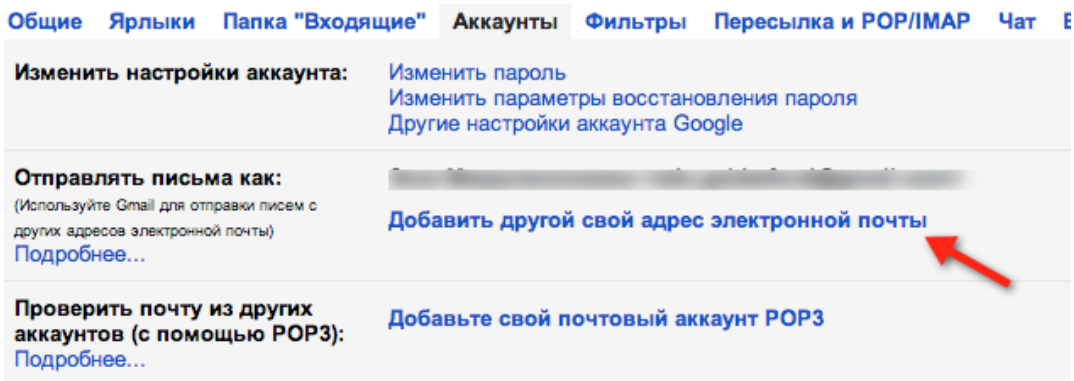 Общие Ярлыки Папка "Входящие" Аккаунты Фильтры Пересылка и POP/IMAP Чат
Изменить настройки аккаунта:
Изменить пароль
Изменить параметры восстановления пароля
Другие настройки аккаунта Google
Отправлять письма как:
(Используйте Gmail для отправки писем с
других адресов электронной почты)
Подробнее...
Добавить другой свой адрес электронной почты
Проверить почту из других
аккаунтов (с помощью POP3):
Подробнее...
Добавьте свой почтовый аккаунт POP3